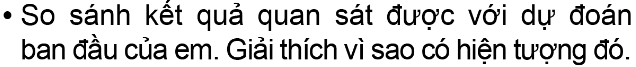 • So sánh kết quả quan sát được với dự đoán
ban đầu của em. Giải thích vì sao có hiện tượng đó.